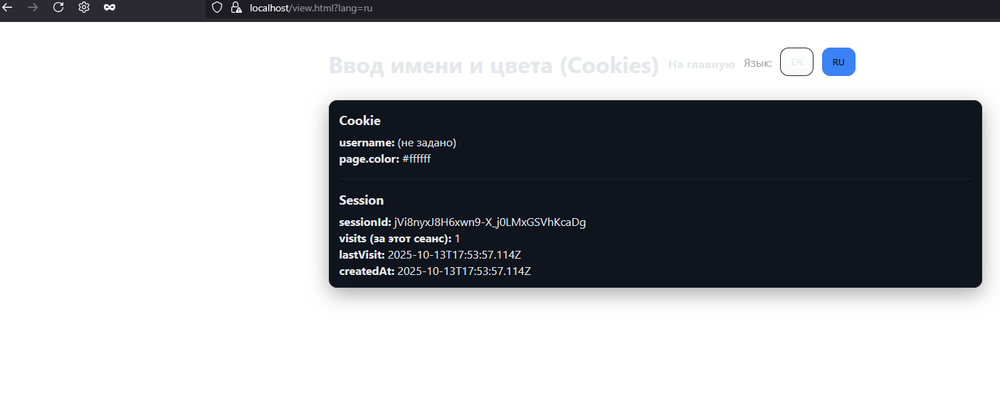 localhost/view.html?lang=ru
Ввод имени и цвета (Cookies) На главную Язык: EN RU
Cookie
username: (не задано)
page.color: #ffffff
Session
sessionId: jVi8nyxJ8H6xwn9-X_j0LMxGSVhKcaDg
visits (за этот сеанс): 1
lastVisit: 2025-10-13T17:53:57.114Z
createdAt: 2025-10-13T17:53:57.114Z